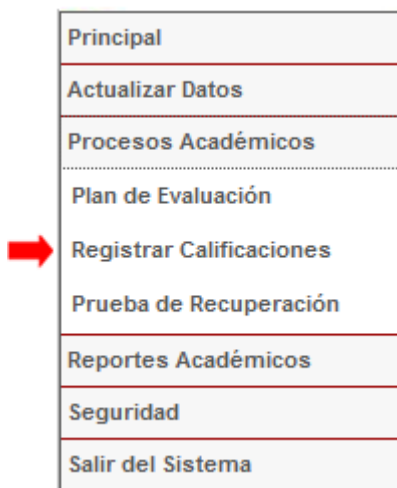 Principal
Actualizar Datos
Procesos Académicos
Plan de Evaluación
Registrar Calificaciones
Prueba de Recuperación
Reportes Académicos
Seguridad
Salir del Sistema